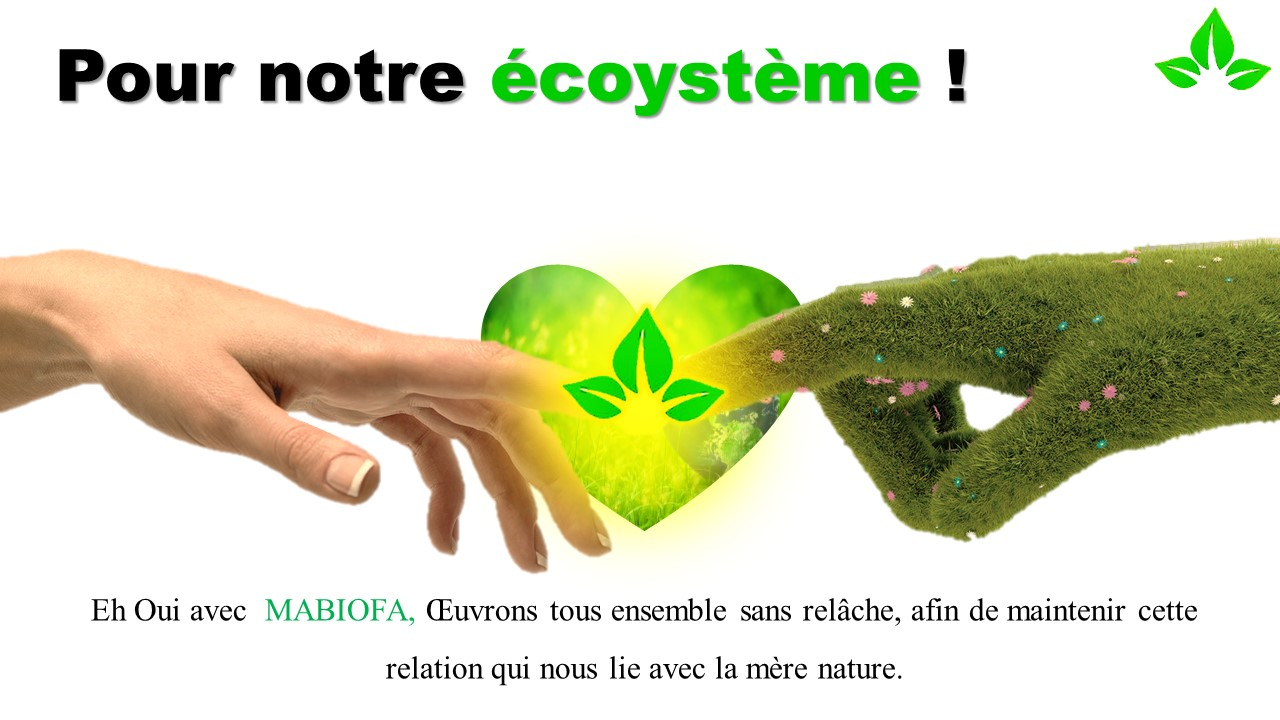 Pour notre écoystème !
Eh Oui avec MABIOFA, Œuvrons tous ensemble sans relâche, afin de maintenir cette
relation qui nous lie avec la mère nature.